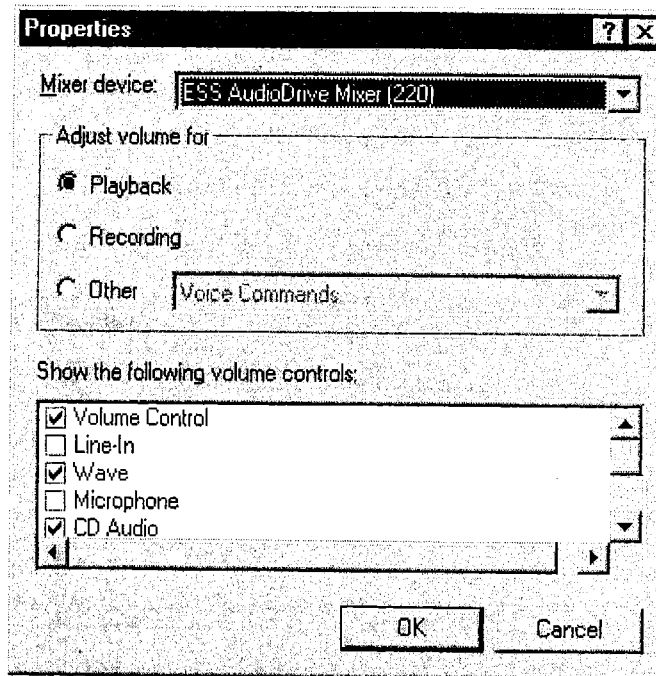 Properties
Mixer device: ESS AudioDrive Mixer (220)
Adjust volume for
Playback
Recording
Other Voice Commands
Show the following volume controls:
Volume Control
Line-In
Wave
Microphone
CD Audio
OK Cancel